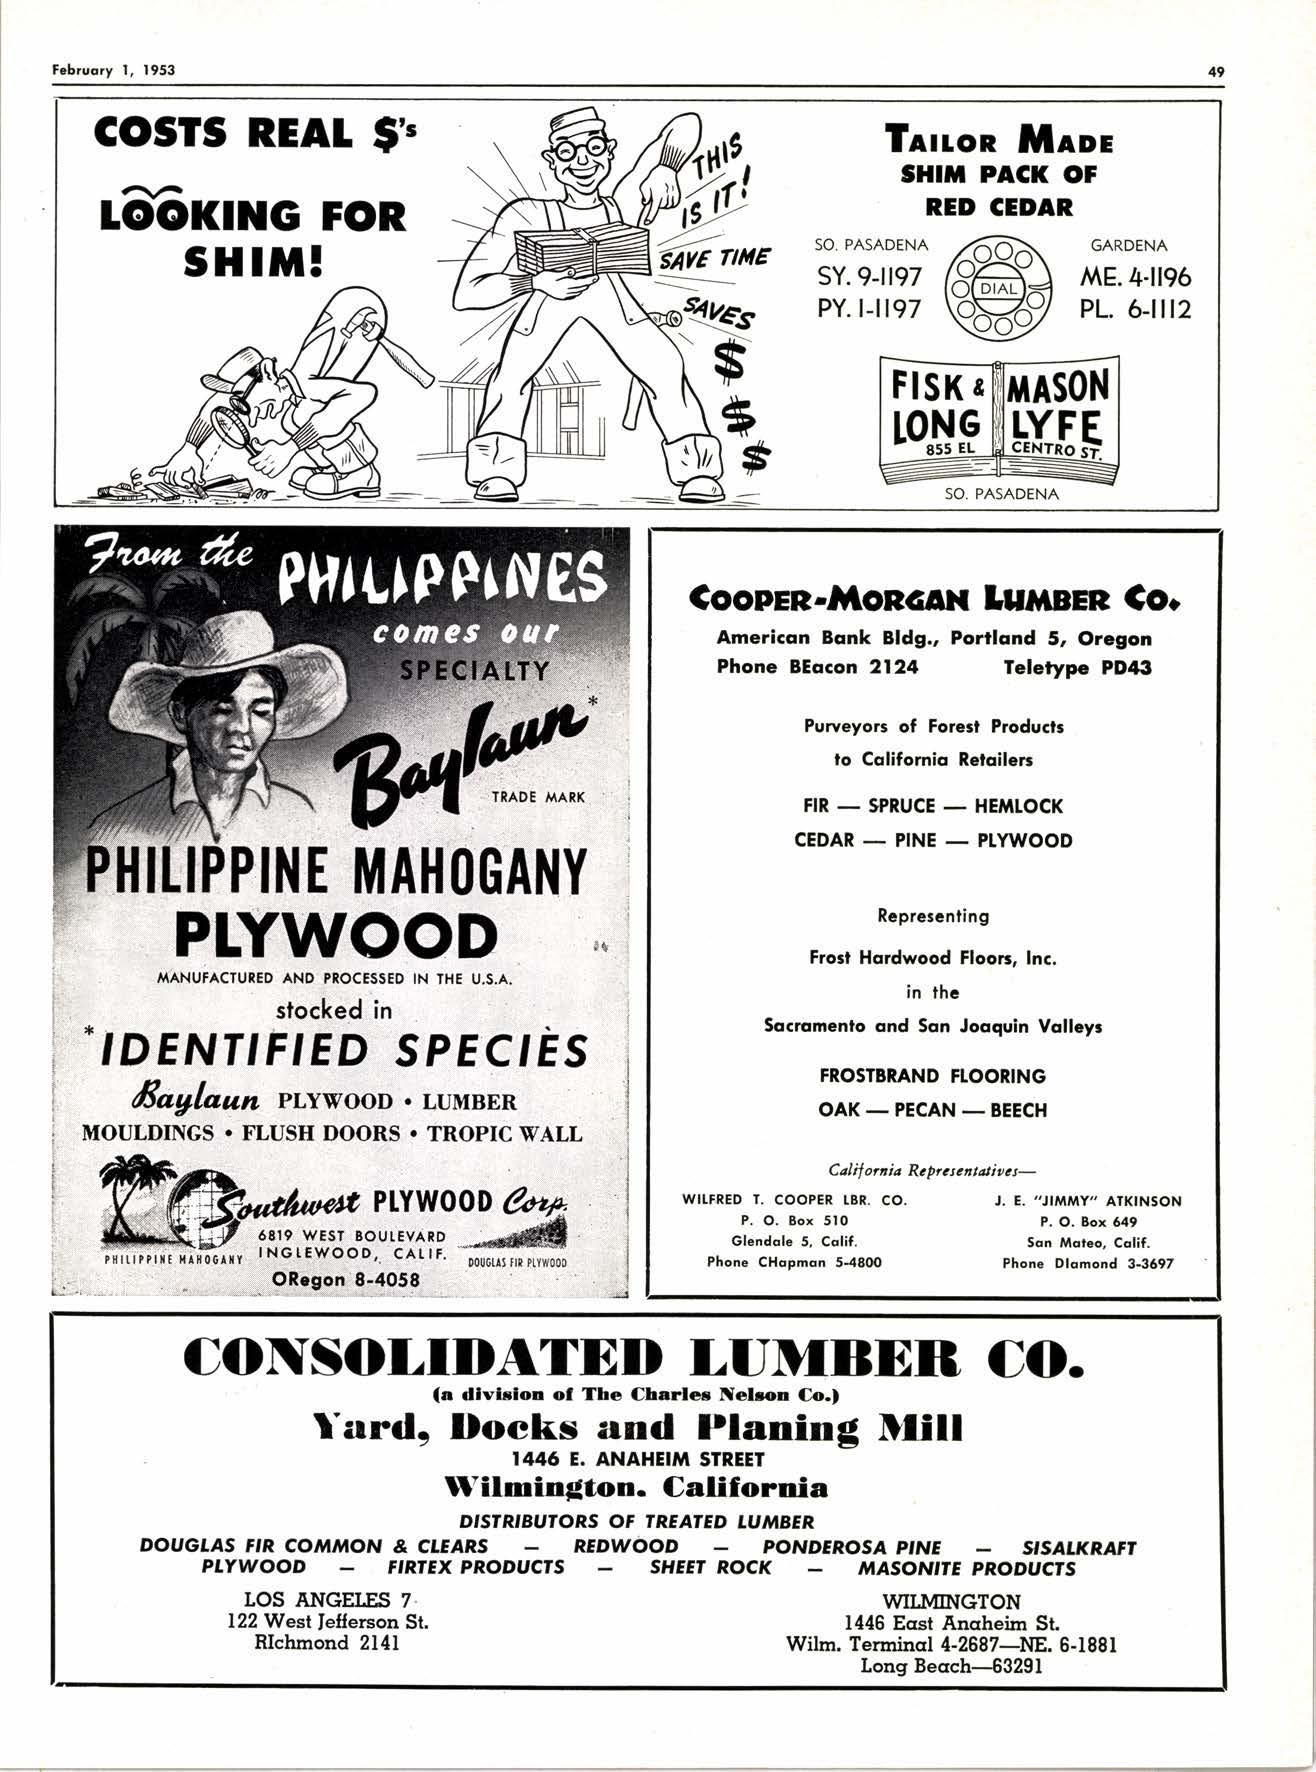 February 1, 1953
49
COSTS REAL $'s
LOOKING FOR
SHIM!
THIS
IS IT!
SAVE TIME
SAVES
$
$
$
TAILOR MADE
SHIM PACK OF
RED CEDAR
SO. PASADENA
SY. 9-1197
PY. 1-1197
DIAL
GARDENA
ME. 4-1196
PL. 6-1112
FISK & MASON
LONG LYFE
855 EL CENTRO ST.
SO. PASADENA
From the PHILIPPINES
comes our
SPECIALTY
Baylaun*
TRADE MARK
PHILIPPINE MAHOGANY
PLYWOOD
MANUFACTURED AND PROCESSED IN THE U.S.A.
stocked in
*IDENTIFIED SPECIES
Baylaun PLYWOOD • LUMBER
MOULDINGS • FLUSH DOORS • TROPIC WALL
Southwest PLYWOOD Corp.
6819 WEST BOULEVARD
INGLEWOOD, CALIF.
PHILIPPINE MAHOGANY
DOUGLAS FIR PLYWOOD
ORegon 8-4058
COOPER-MORGAN LUMBER CO.
American Bank Bldg., Portland 5, Oregon
Phone BEacon 2124 Teletype PD43
Purveyors of Forest Products
to California Retailers
FIR — SPRUCE — HEMLOCK
CEDAR — PINE — PLYWOOD
Representing
Frost Hardwood Floors, Inc.
in the
Sacramento and San Joaquin Valleys
FROSTBRAND FLOORING
OAK — PECAN — BEECH
California Representatives—
WILFRED T. COOPER LBR. CO.
P. O. Box 510
Glendale 5, Calif.
Phone CHapman 5-4800
J. E. "JIMMY" ATKINSON
P. O. Box 649
San Mateo, Calif.
Phone DIamond 3-3697
CONSOLIDATED LUMBER CO.
(a division of The Charles Nelson Co.)
Yard, Docks and Planing Mill
1446 E. ANAHEIM STREET
Wilmington. California
DISTRIBUTORS OF TREATED LUMBER
DOUGLAS FIR COMMON & CLEARS — REDWOOD — PONDEROSA PINE — SISALKRAFT
PLYWOOD — FIRTEX PRODUCTS — SHEET ROCK — MASONITE PRODUCTS
LOS ANGELES 7
122 West Jefferson St.
RIchmond 2141
WILMINGTON
1446 East Anaheim St.
Wilm. Terminal 4-2687—NE. 6-1881
Long Beach—63291